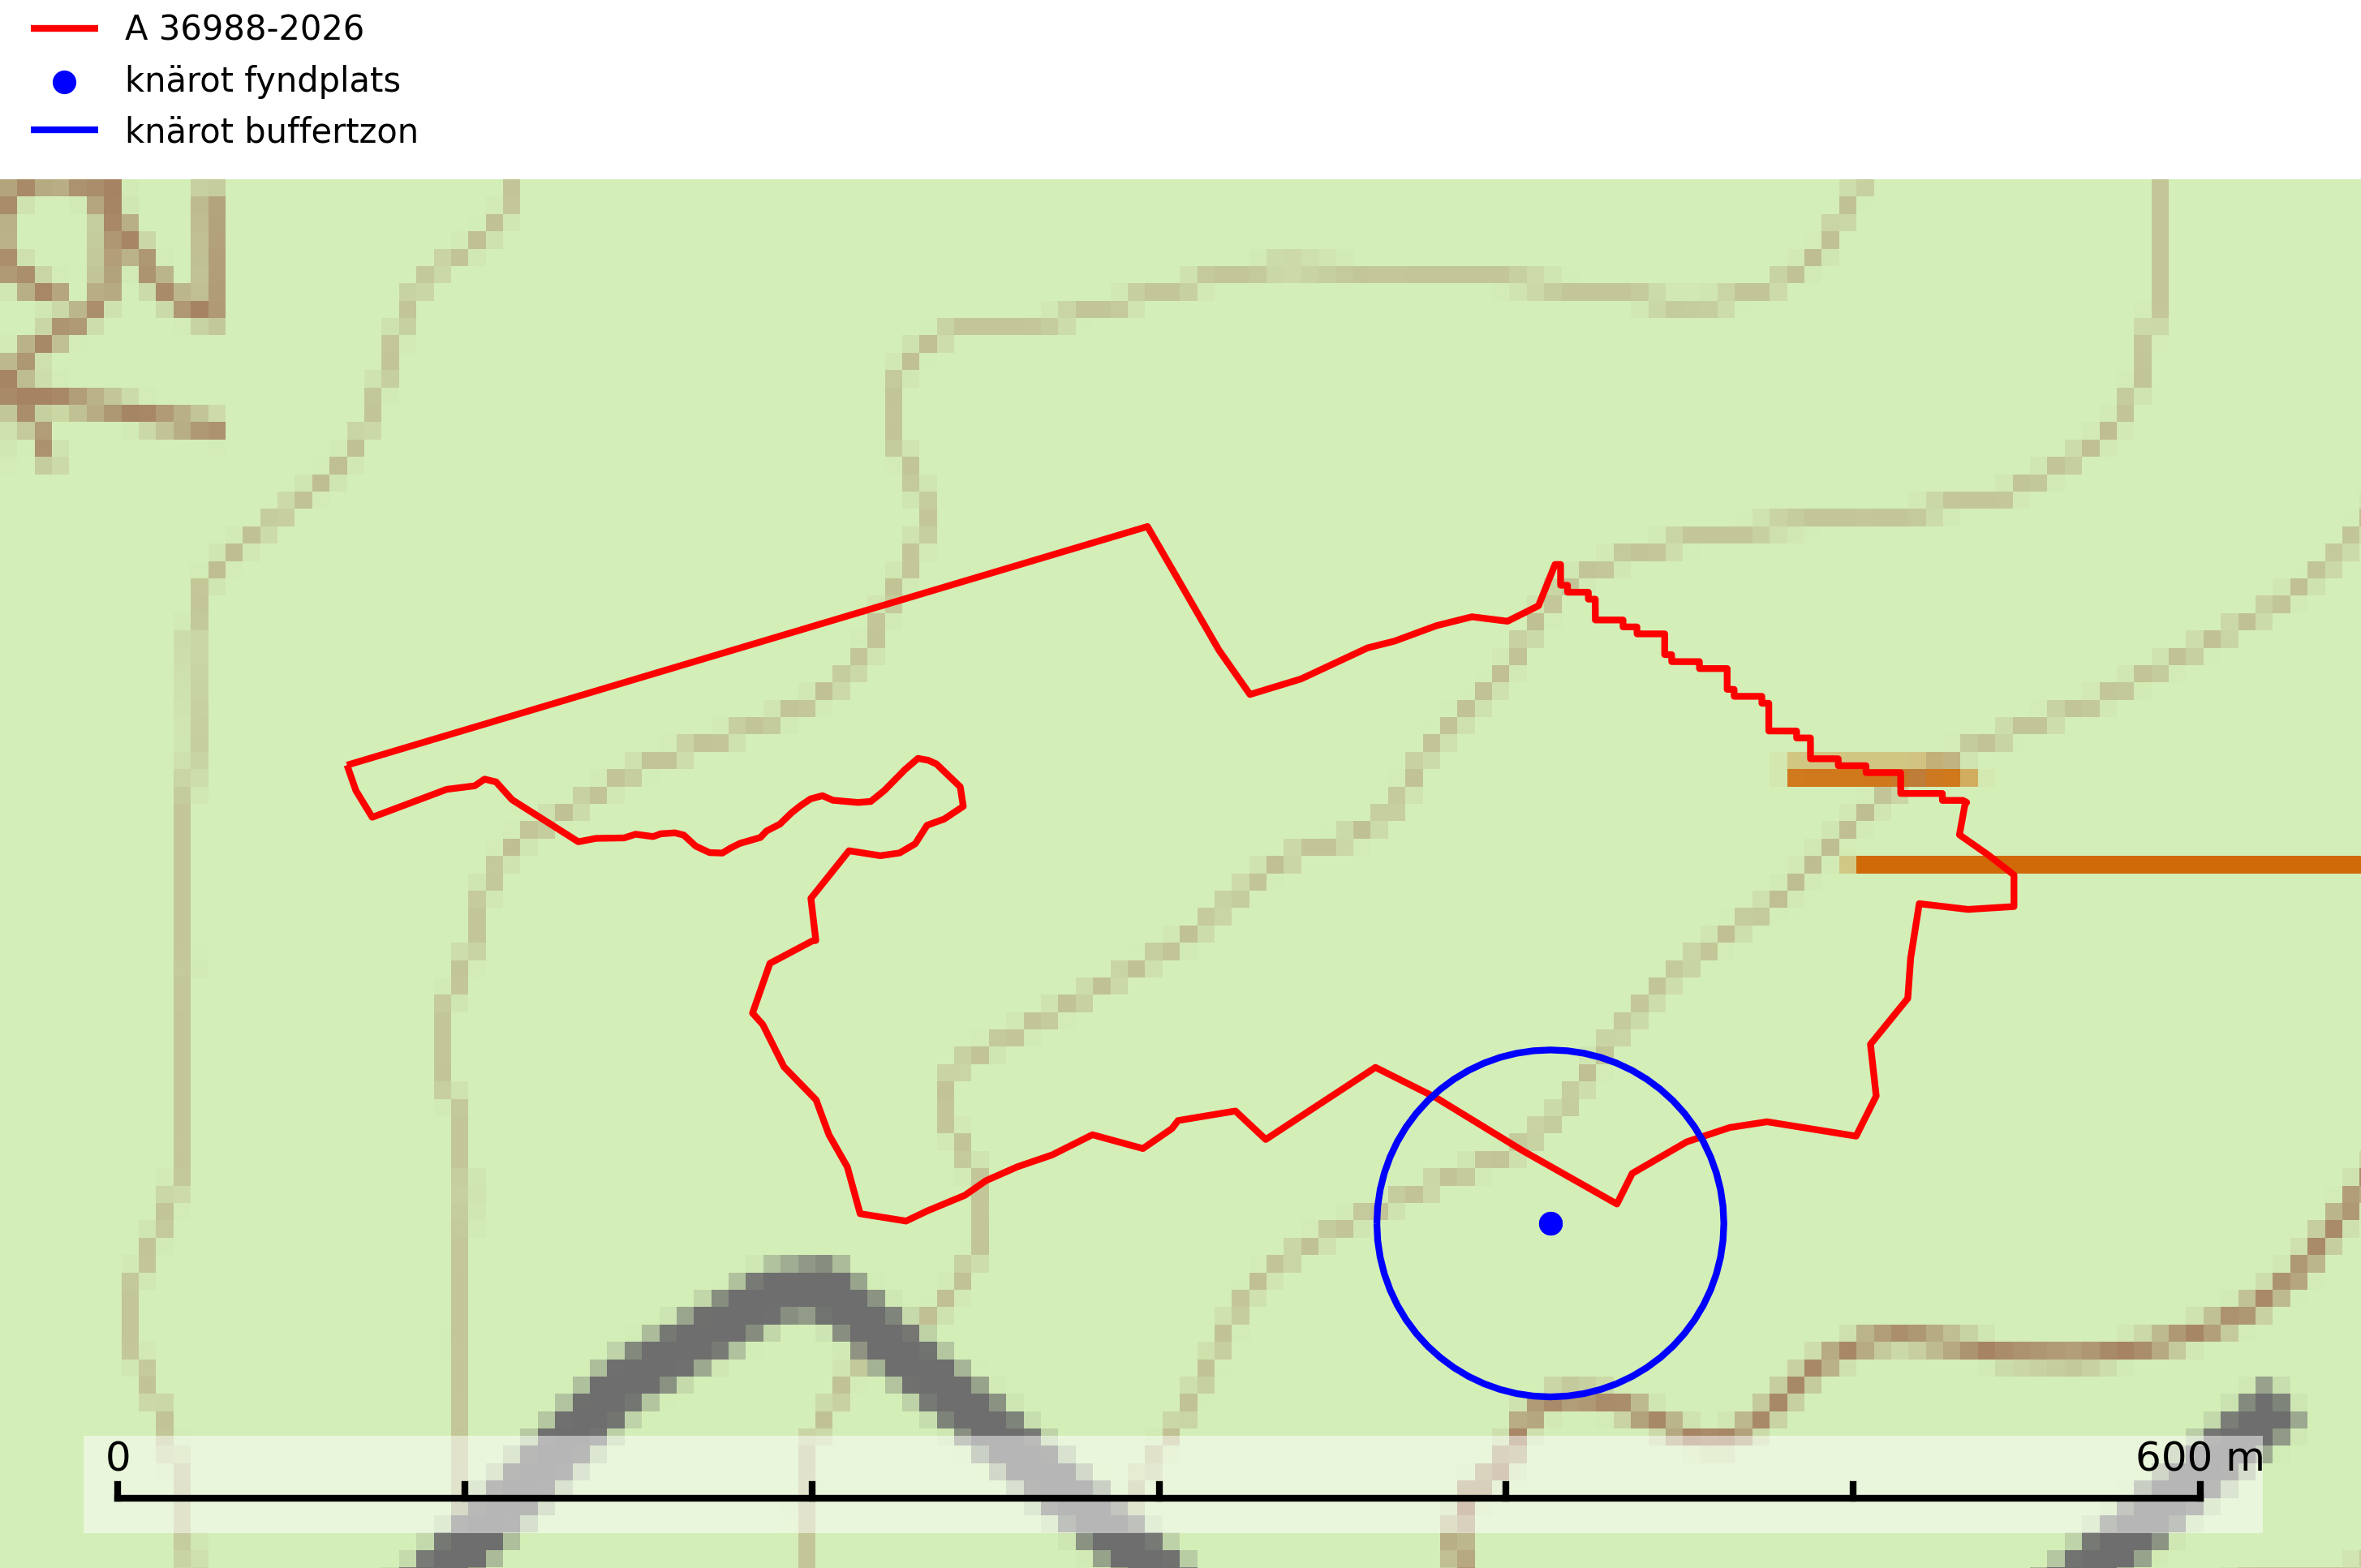 A 36988-2026
knärot fyndplats
knärot buffertzon
0
600 m